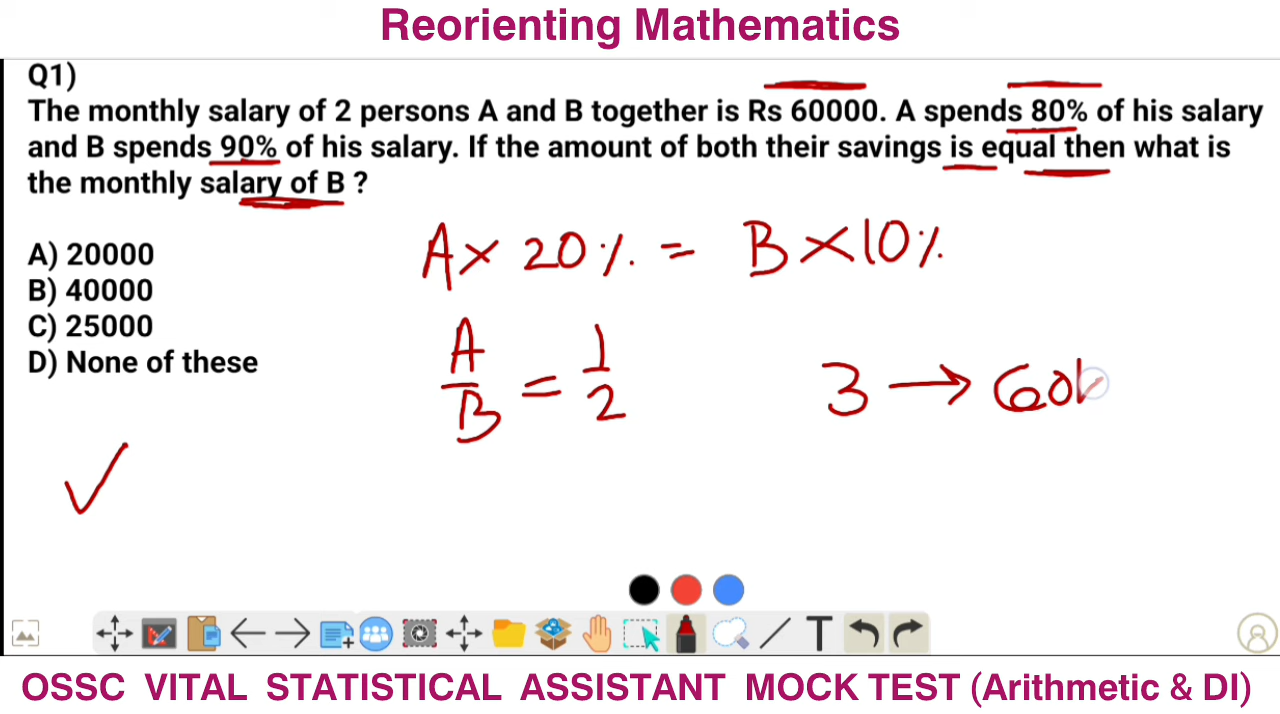 Reorienting Mathematics
Q1)
The monthly salary of 2 persons A and B together is Rs 60000. A spends 80% of his salary
and B spends 90% of his salary. If the amount of both their savings is equal then what is
the monthly salary of B ?
A × 20% = B × 10%
A) 20000
B) 40000
C) 25000
D) None of these
A/B = 1/2
3 → 60k
T
OSSC VITAL STATISTICAL ASSISTANT MOCK TEST (Arithmetic & DI)